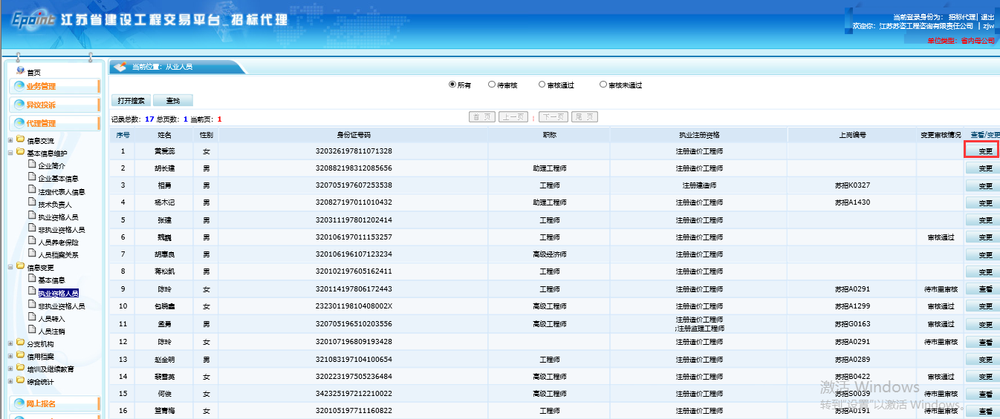 Epoint 江苏省建设工程交易平台_招标代理
当前登录身份为： 招标代理| 退出
欢迎你：江苏苏咨工程咨询有限责任公司 | zjw
单位类型：省内母公司
首页
业务管理
异议投诉
代理管理
信息交流
基本信息维护
企业简介
企业基本信息
法定代表人信息
技术负责人
执业资格人员
非执业资格人员
人员养老保险
人员档案关系
信息变更
基本信息
执业资格人员
非执业资格人员
人员转入
人员注销
分支机构
信用档案
培训及继续教育
综合统计
网上报名
当前位置：从业人员
所有 待审核 审核通过 审核未通过
打开搜索 查找
记录总数：17 总页数：1 当前页：1 首 页 上一页 | 下一页 尾 页
序号 姓名 性别 身份证号码 职称 执业注册资格 上岗编号 变更审核情况 查看/变更
1 黄爱蕊 女 320326197811071328 注册造价工程师 变更
2 胡长建 男 320882198312085656 助理工程师 注册造价工程师 变更
3 相勇 男 320705197607253538 工程师 注册建造师 苏招K0327 变更
4 杨木记 男 320827197011010432 助理工程师 注册造价工程师 苏招A1430 变更
5 张建 男 320311197801202414 工程师 注册造价工程师 变更
6 魏巍 男 320106197011153257 工程师 注册造价工程师 审核通过 变更
7 胡惠良 男 320106196107123234 高级经济师 注册造价工程师 变更
8 蒋松凯 男 320102197605162411 工程师 注册造价工程师 变更
9 陈玲 女 320114197806172443 工程师 注册造价工程师 苏招A0291 待市里审核 查看
10 包晓鑫 女 23230119810408002X 高级工程师 注册造价工程师 苏招A1299 审核通过 变更
11 孟勇 男 320705196510203556 高级工程师 注册造价工程师 ;注册监理工程师 苏招G0163 审核通过 变更
12 陈玲 女 320107196809193428 注册造价工程师 苏招A0291 待市里审核 查看
13 赵金明 男 321083197104100654 工程师 注册造价工程师 苏招A0289 变更
14 裴雪英 女 320223197505236484 高级工程师 注册造价工程师 苏招B0422 审核通过 变更
15 何俊 女 342325197212210022 高级工程师 注册造价工程师 苏招S0039 待市里审核 查看
16 笪青梅 女 320105197711160822 工程师 注册造价工程师 苏招A0191 待市里审核 查看
激活 Windows
转到"设置"以激活 Windows。